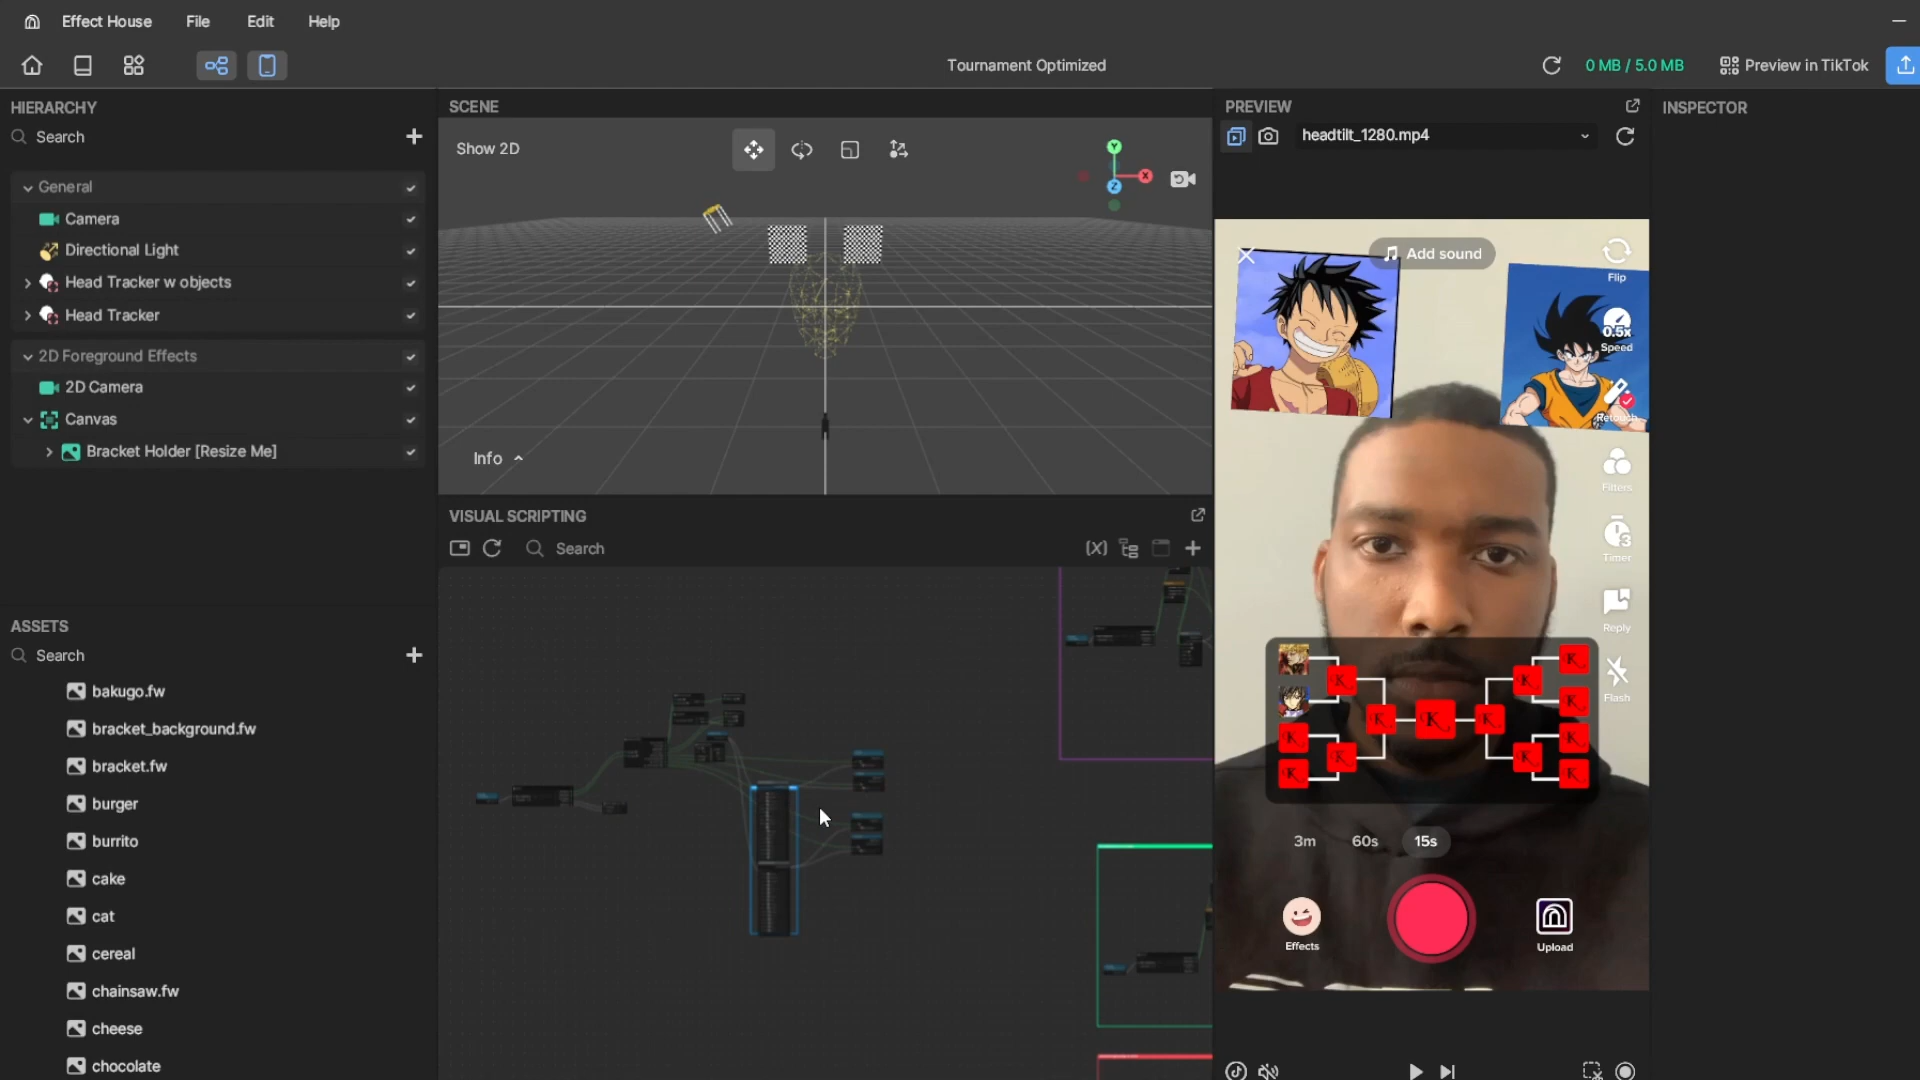 Effect House File Edit Help
Tournament Optimized
0 MB / 5.0 MB
Preview in TikTok
HIERARCHY
Search
General
Camera
Directional Light
Head Tracker w objects
Head Tracker
2D Foreground Effects
2D Camera
Canvas
Bracket Holder [Resize Me]
ASSETS
Search
bakugo.fw
bracket_background.fw
bracket.fw
burger
burrito
cake
cat
cereal
chainsaw.fw
cheese
chocolate
SCENE
Show 2D
Y
X
Z
Info
VISUAL SCRIPTING
Search
(X)
PREVIEW
headtilt_1280.mp4
Add sound
Flip
0.5x
Speed
Retouch
Filters
3
Timer
Reply
Flash
K
K
K
K
K
K
K
K
K
K
K
K
K
3m 60s 15s
Effects
Upload
INSPECTOR